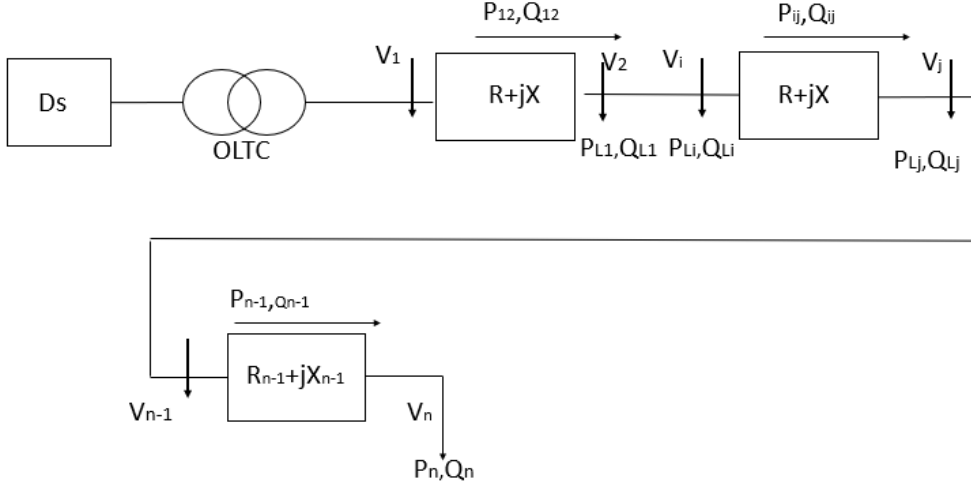 P12,Q12
Pij,Qij
V1
V2
Vi
Vj
Ds
R+jX
R+jX
OLTC
PL1,QL1
PLi,QLi
PLj,QLj
Pn-1,Qn-1
Rn-1+jXn-1
Vn-1
Vn
Pn,Qn